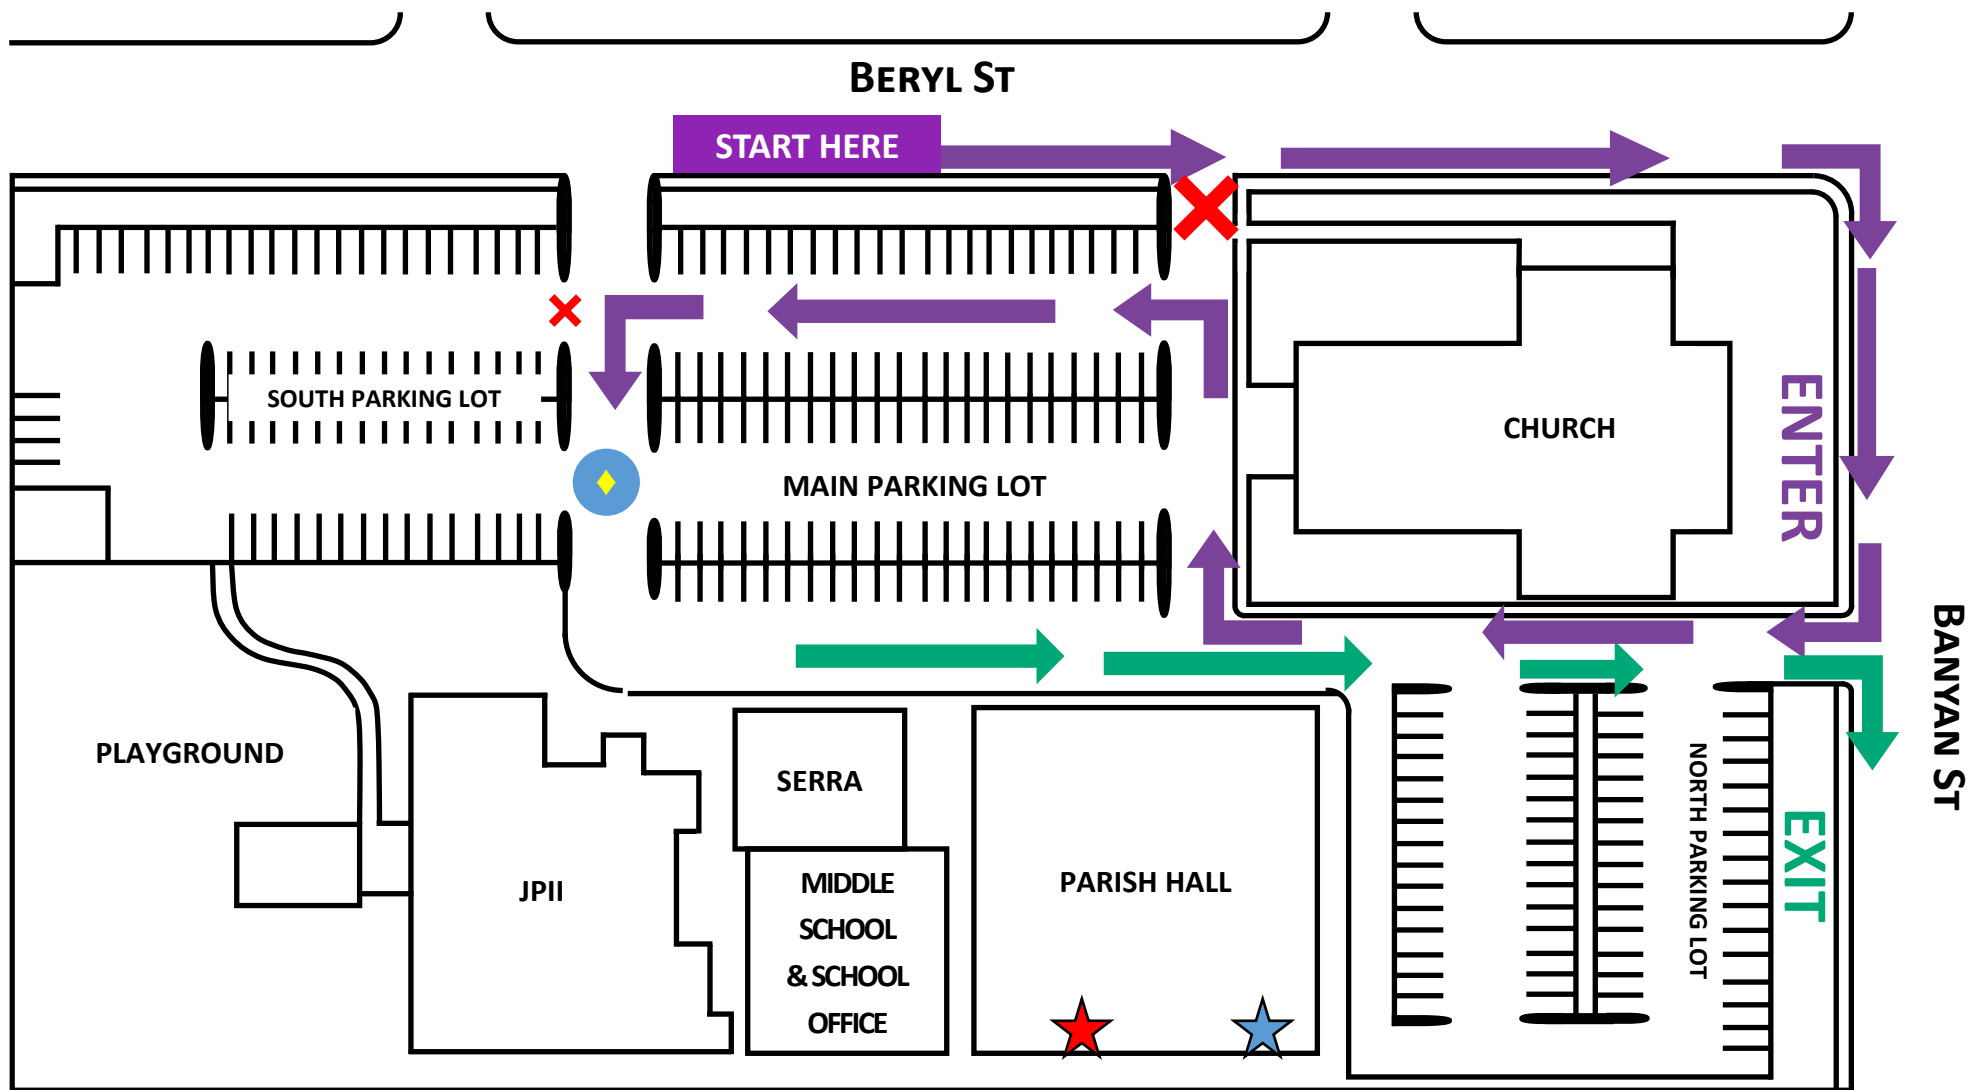 BERYL ST
START HERE
SOUTH PARKING LOT
MAIN PARKING LOT
CHURCH
ENTER
BANYAN ST
PLAYGROUND
SERRA
JPII
MIDDLE
SCHOOL
& SCHOOL
OFFICE
PARISH HALL
NORTH PARKING LOT
EXIT